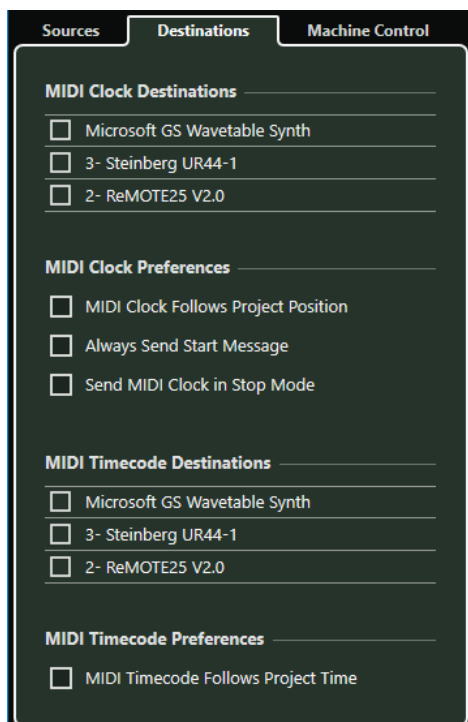 Sources Destinations Machine Control
MIDI Clock Destinations
Microsoft GS Wavetable Synth
3- Steinberg UR44-1
2- ReMOTE25 V2.0
MIDI Clock Preferences
MIDI Clock Follows Project Position
Always Send Start Message
Send MIDI Clock in Stop Mode
MIDI Timecode Destinations
Microsoft GS Wavetable Synth
3- Steinberg UR44-1
2- ReMOTE25 V2.0
MIDI Timecode Preferences
MIDI Timecode Follows Project Time